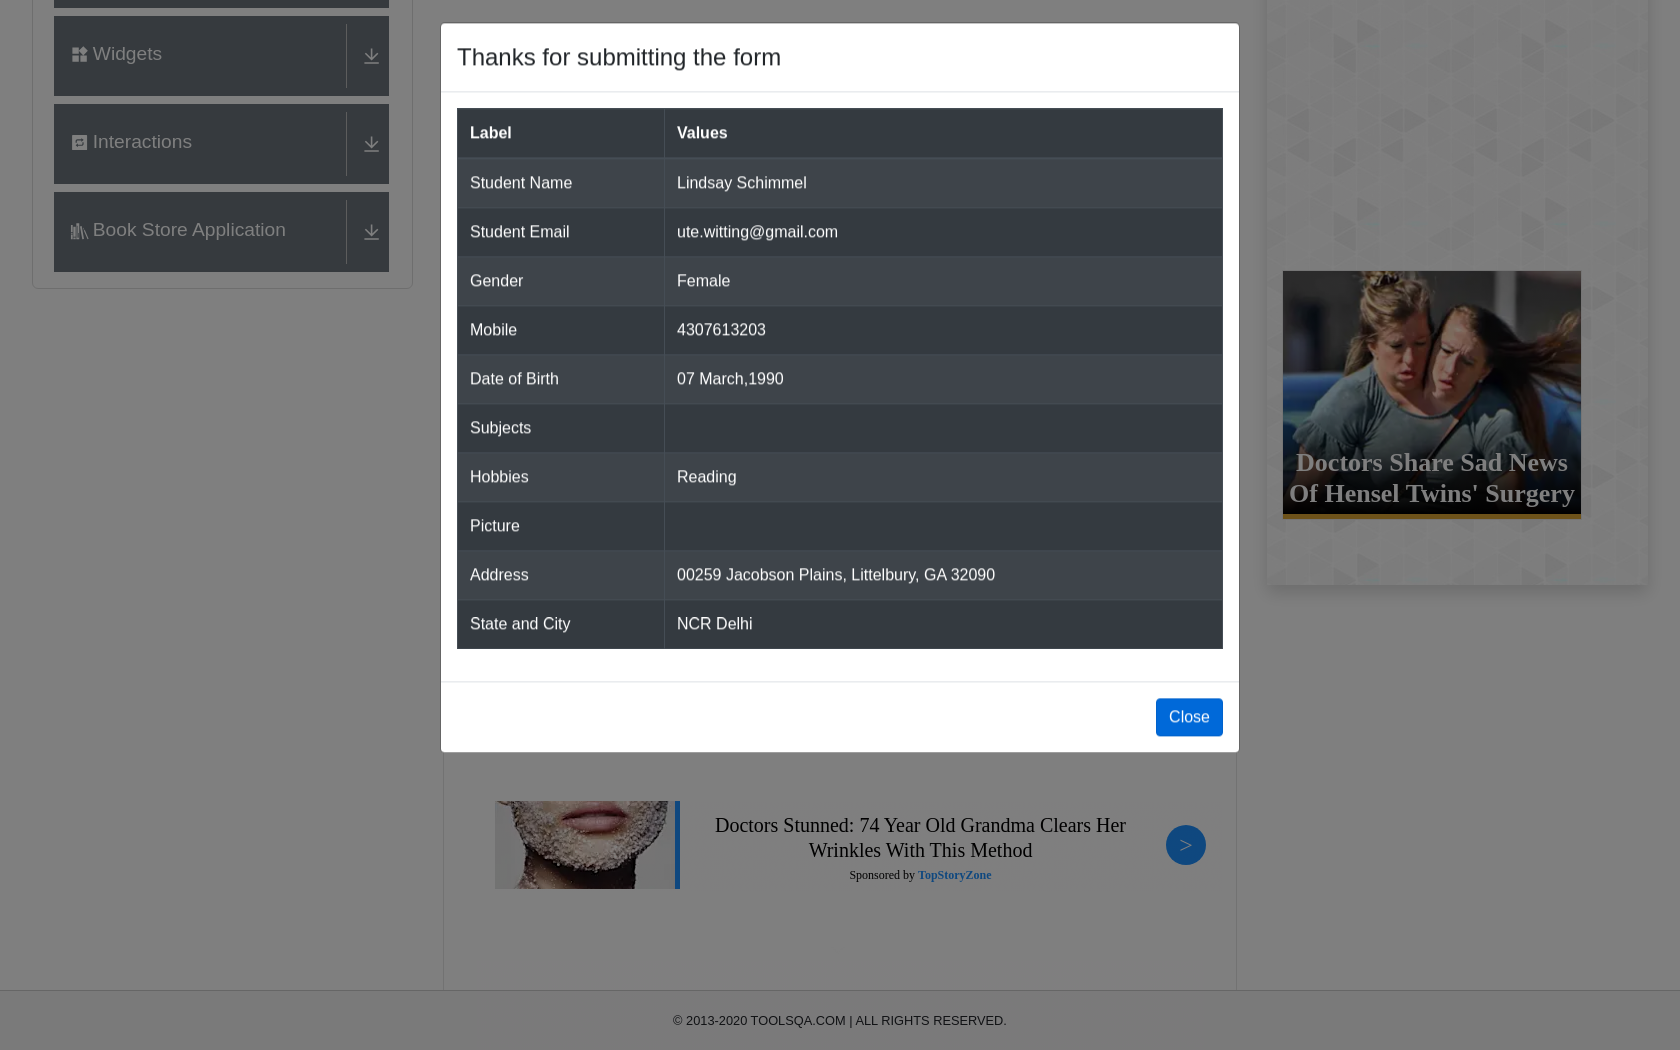 Widgets
Interactions
Book Store Application
Thanks for submitting the form
Label Values
Student Name Lindsay Schimmel
Student Email ute.witting@gmail.com
Gender Female
Mobile 4307613203
Date of Birth 07 March,1990
Subjects
Hobbies Reading
Picture
Address 00259 Jacobson Plains, Littelbury, GA 32090
State and City NCR Delhi
Close
Doctors Share Sad News
Of Hensel Twins' Surgery
Doctors Stunned: 74 Year Old Grandma Clears Her
Wrinkles With This Method
Sponsored by TopStoryZone
>
© 2013-2020 TOOLSQA.COM | ALL RIGHTS RESERVED.